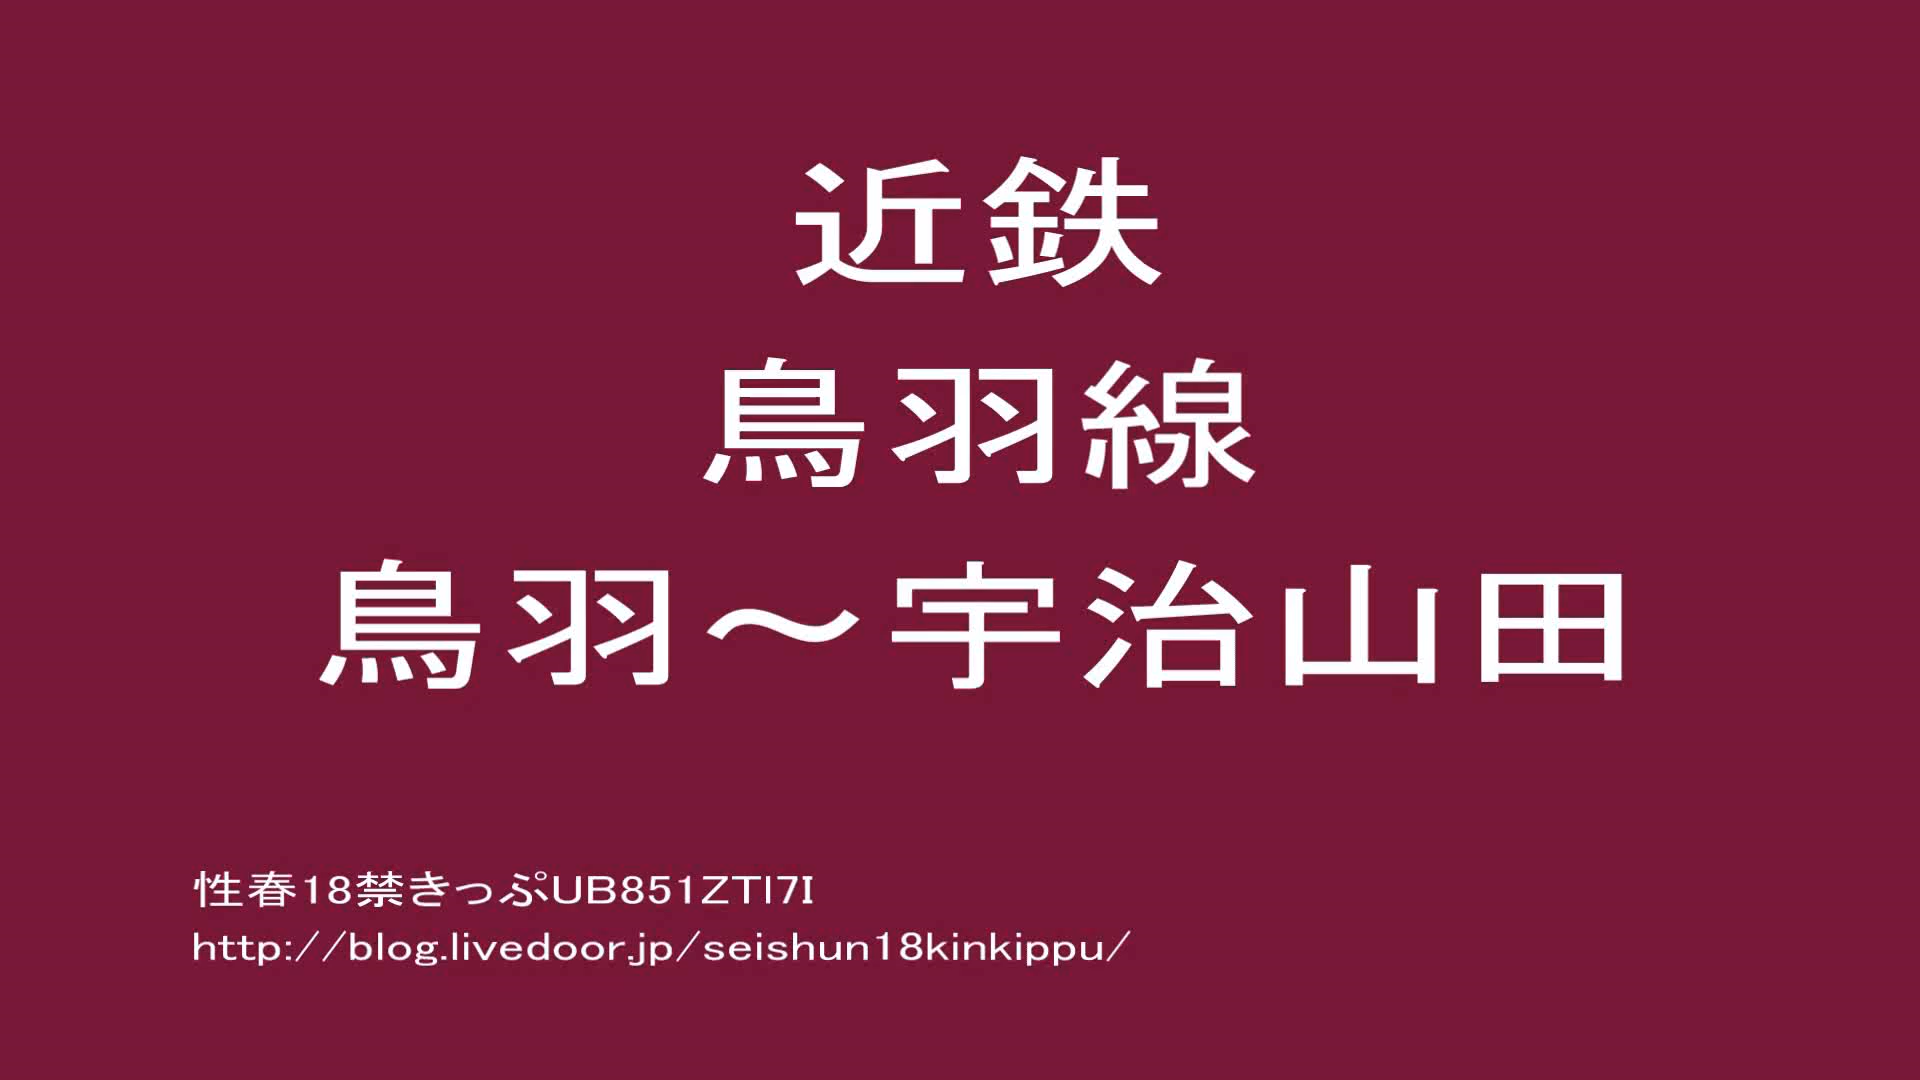 近鉄
鳥羽線
鳥羽～宇治山田
性春18禁きっぷUB851ZTI7I
http://blog.livedoor.jp/seishun18kinkippu/